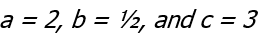 a = 2, b = ½, and c = 3